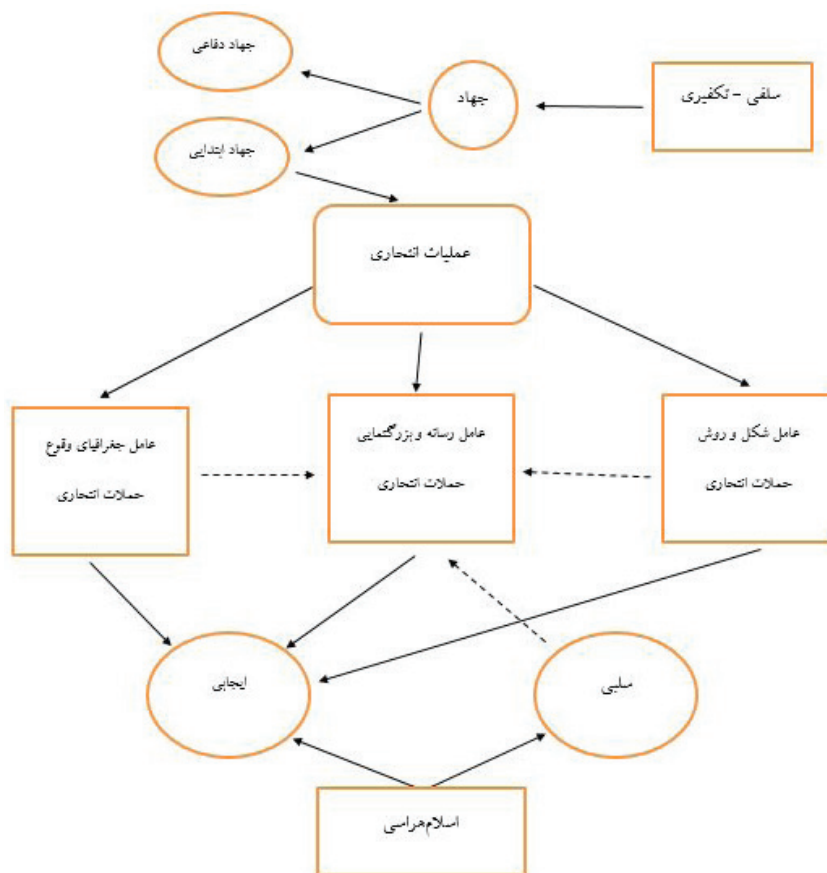 جهاد دفاعی
سلفی – تکفیری
جهاد
جهاد ابتدایی
عملیات انتحاری
عامل شکل و روش
حملات انتحاری
عامل رسانه و بزرگنمایی
حملات انتحاری
عامل جغرافیای وقوع
حملات انتحاری
سلبی
ایجابی
اسلام‌هراسی